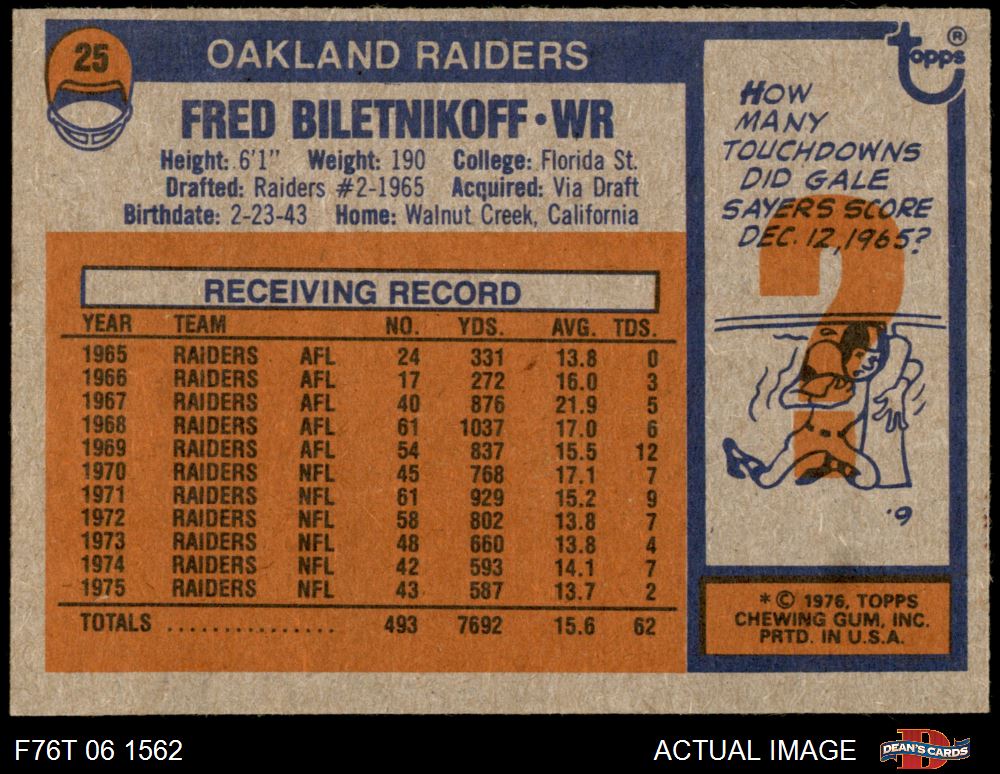 25
OAKLAND RAIDERS
FRED BILETNIKOFF • WR
Height: 6'1" Weight: 190 College: Florida St.
Drafted: Raiders #2-1965 Acquired: Via Draft
Birthdate: 2-23-43 Home: Walnut Creek, California
RECEIVING RECORD
YEAR TEAM NO. YDS. AVG. TDS.
1965 RAIDERS AFL 24 331 13.8 0
1966 RAIDERS AFL 17 272 16.0 3
1967 RAIDERS AFL 40 876 21.9 5
1968 RAIDERS AFL 61 1037 17.0 6
1969 RAIDERS AFL 54 837 15.5 12
1970 RAIDERS NFL 45 768 17.1 7
1971 RAIDERS NFL 61 929 15.2 9
1972 RAIDERS NFL 58 802 13.8 7
1973 RAIDERS NFL 48 660 13.8 4
1974 RAIDERS NFL 42 593 14.1 7
1975 RAIDERS NFL 43 587 13.7 2
TOTALS ................ 493 7692 15.6 62
topps ®
HOW
MANY
TOUCHDOWNS
DID GALE
SAYERS SCORE
DEC. 12, 1965?
?
6.
* © 1976, TOPPS
CHEWING GUM, INC.
PRTD. IN U.S.A.
F76T 06 1562
ACTUAL IMAGE
DEAN'S CARDS